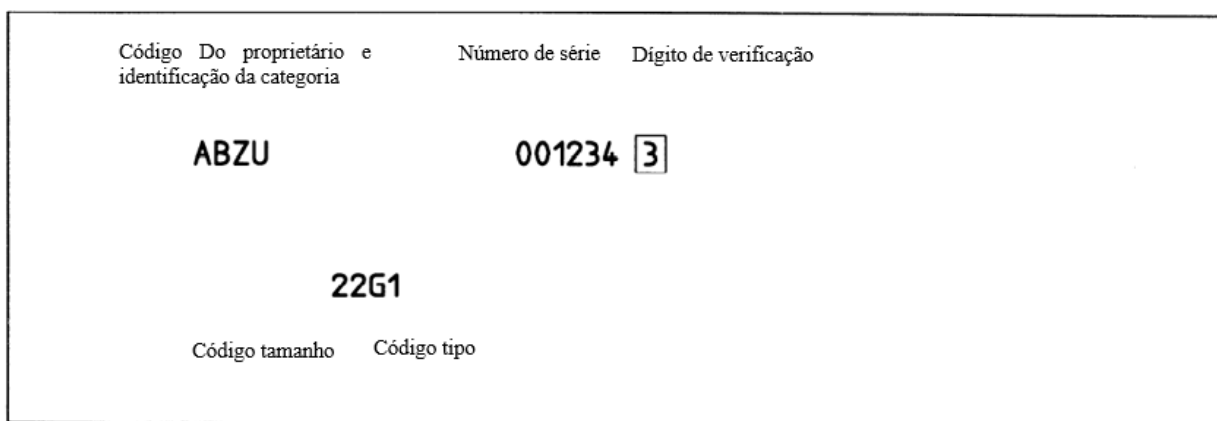 Código Do proprietário e
identificação da categoria
Número de série
Dígito de verificação
ABZU
001234 3
22G1
Código tamanho
Código tipo